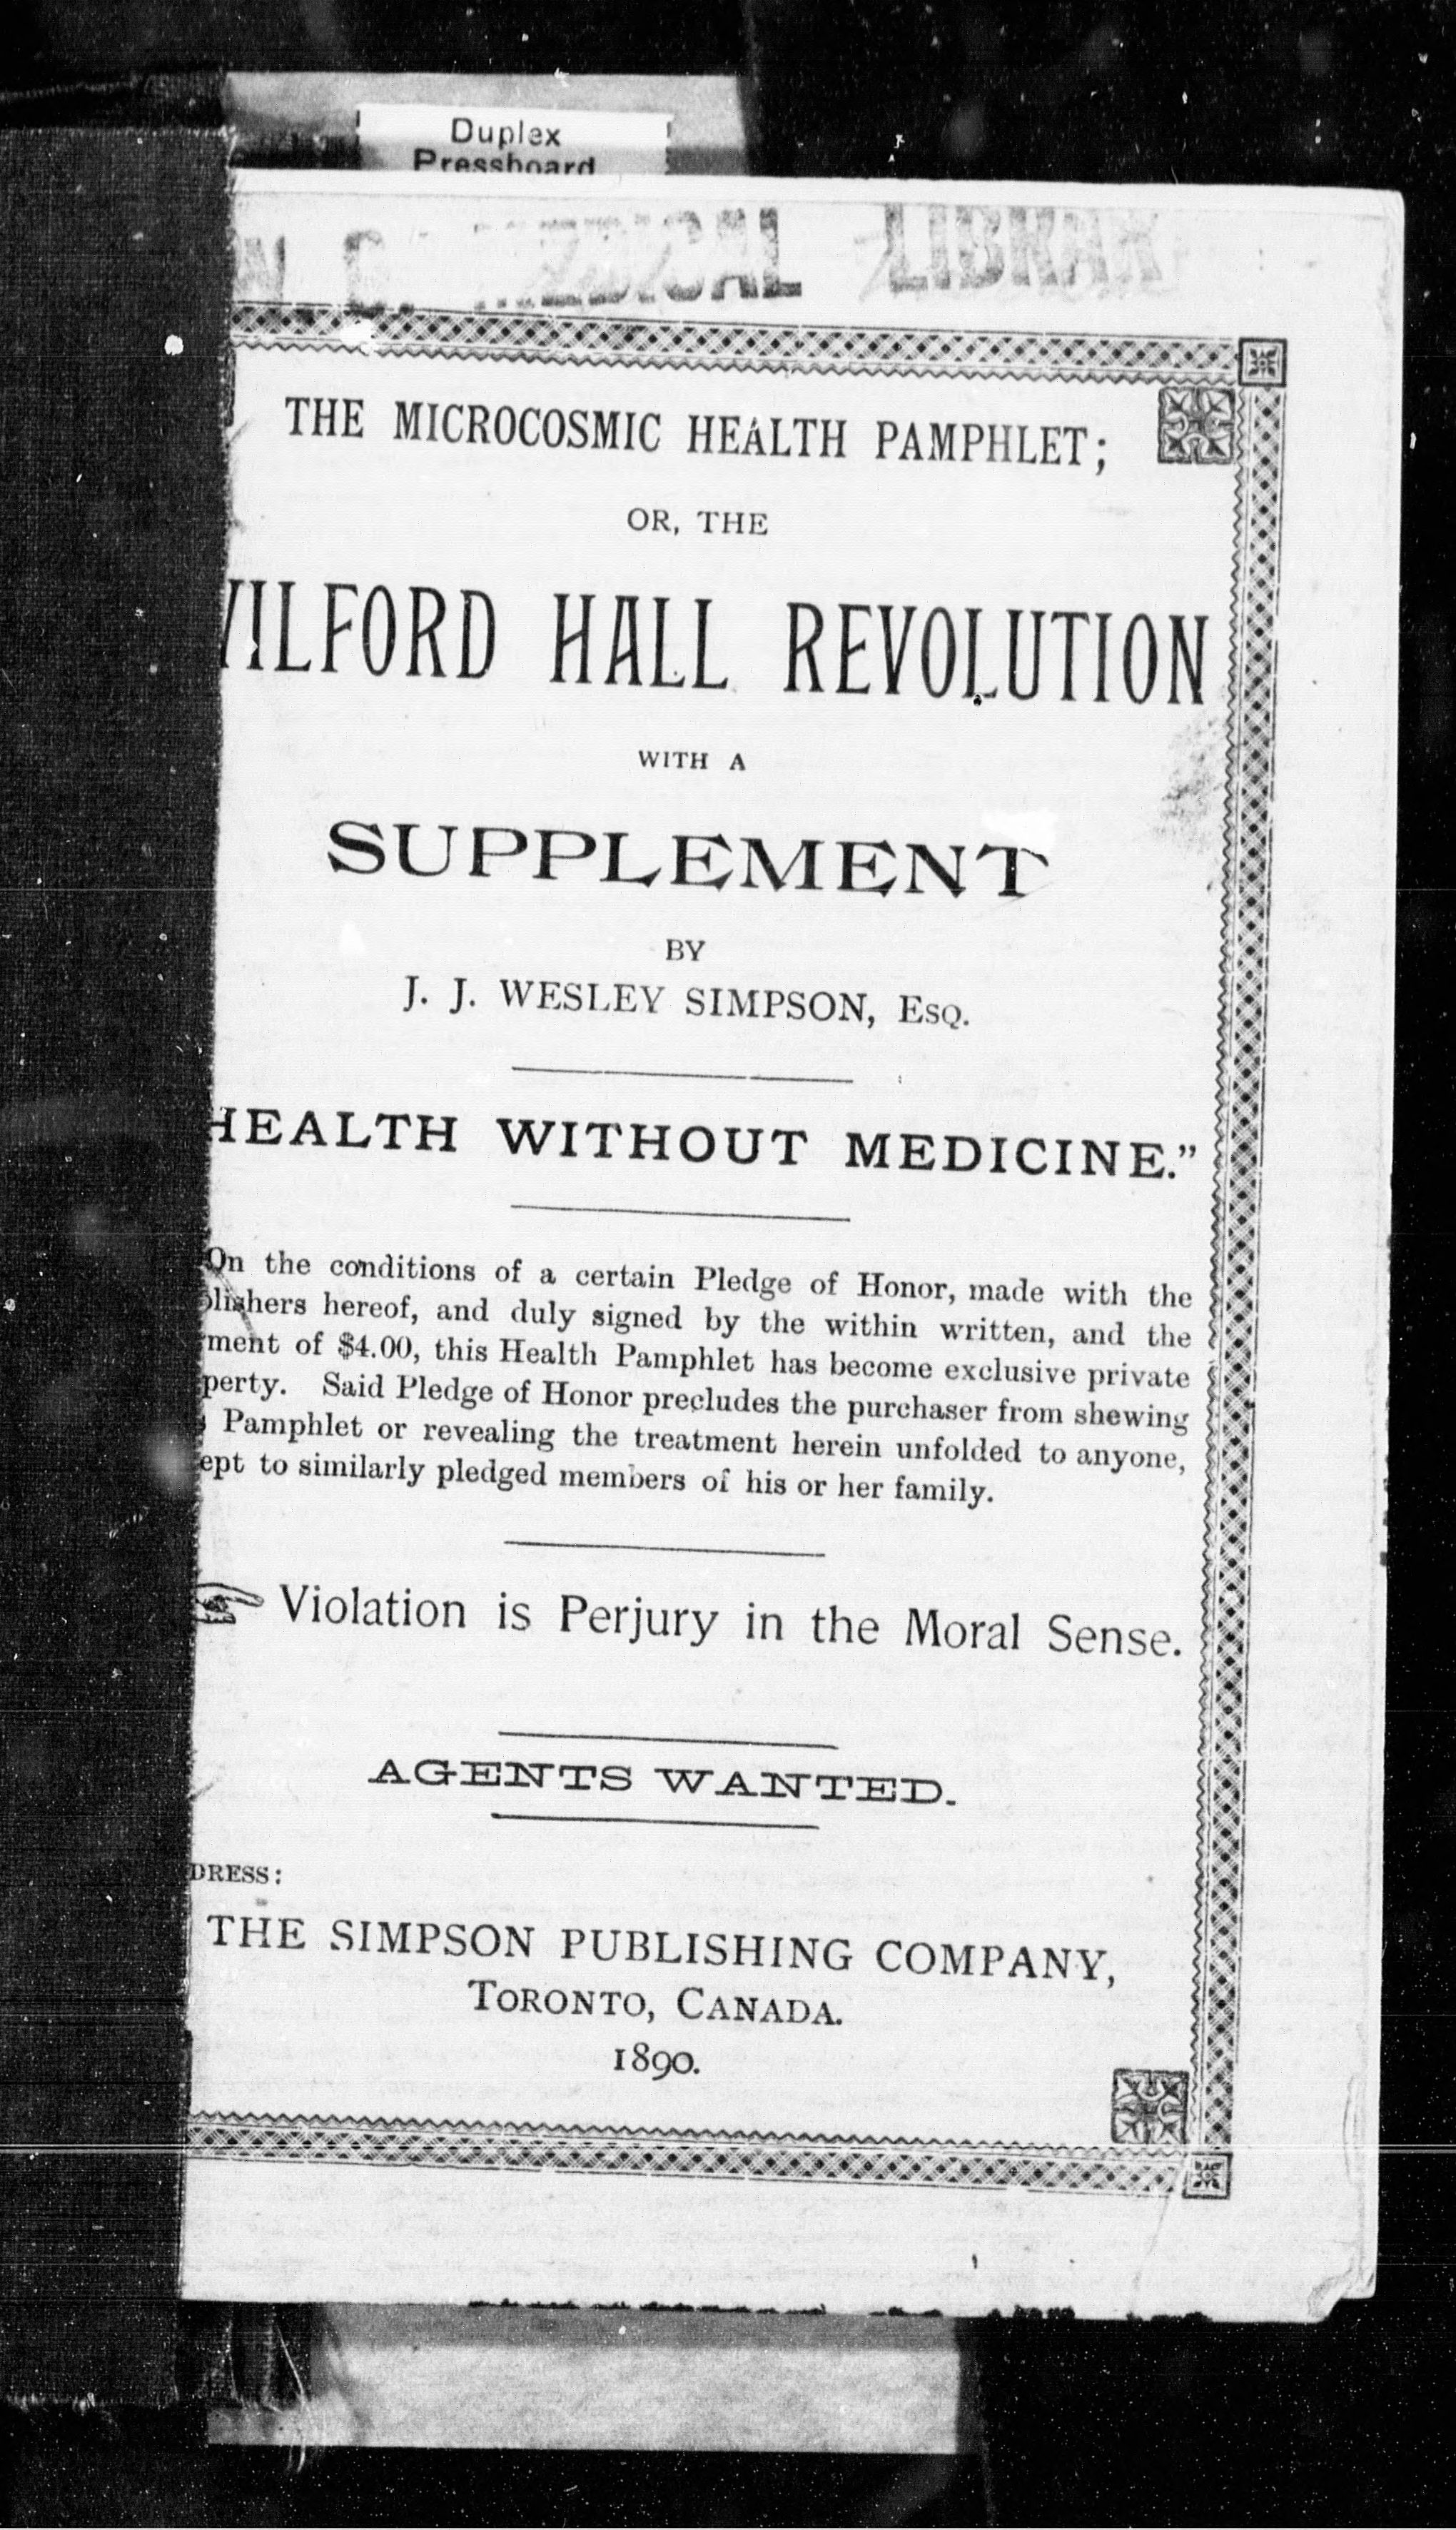 Duplex
Pressboard
LIBRARY
THE MICROCOSMIC HEALTH PAMPHLET;
OR, THE
ILFORD HALL REVOLUTION
WITH A
SUPPLEMENT
BY
J. J. WESLEY SIMPSON, Esq.
HEALTH WITHOUT MEDICINE.”
On the conditions of a certain Pledge of Honor, made with the
lishers hereof, and duly signed by the within written, and the
ment of $4.00, this Health Pamphlet has become exclusive private
perty. Said Pledge of Honor precludes the purchaser from shewing
Pamphlet or revealing the treatment herein unfolded to anyone,
ept to similarly pledged members of his or her family.
☞ Violation is Perjury in the Moral Sense.
AGENTS WANTED.
DRESS:
THE SIMPSON PUBLISHING COMPANY,
Toronto, Canada.
1890.